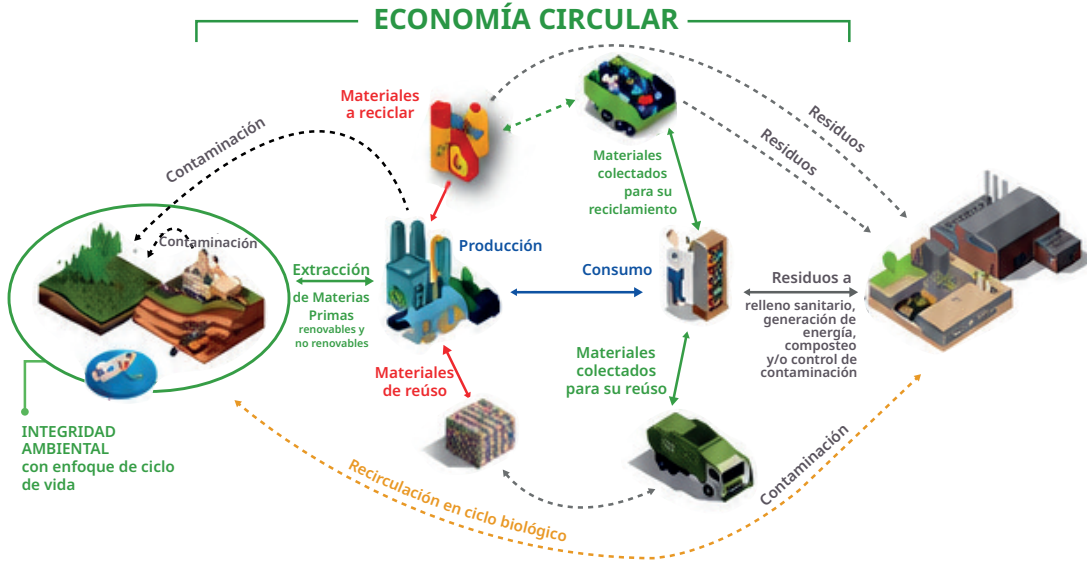 ECONOMÍA CIRCULAR
Materiales
a reciclar
Residuos
Residuos
Contaminación
Contaminación
Materiales
colectados
para su
reciclamiento
Producción
Extracción
de Materias
Primas
renovables y
no renovables
Consumo
Residuos a
relleno sanitario,
generación de
energía,
composteo
y/o control de
contaminación
Materiales
de reúso
Materiales
colectados
para su reúso
INTEGRIDAD
AMBIENTAL
con enfoque de ciclo
de vida
Recirculación en ciclo biológico
Contaminación